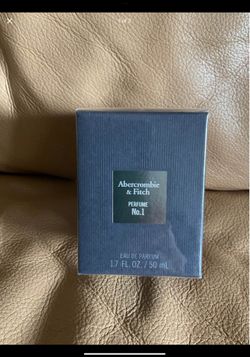 Abercrombie
& Fitch
PERFUME
No.1
EAU DE PARFUM
1.7 FL. OZ. / 50 mL